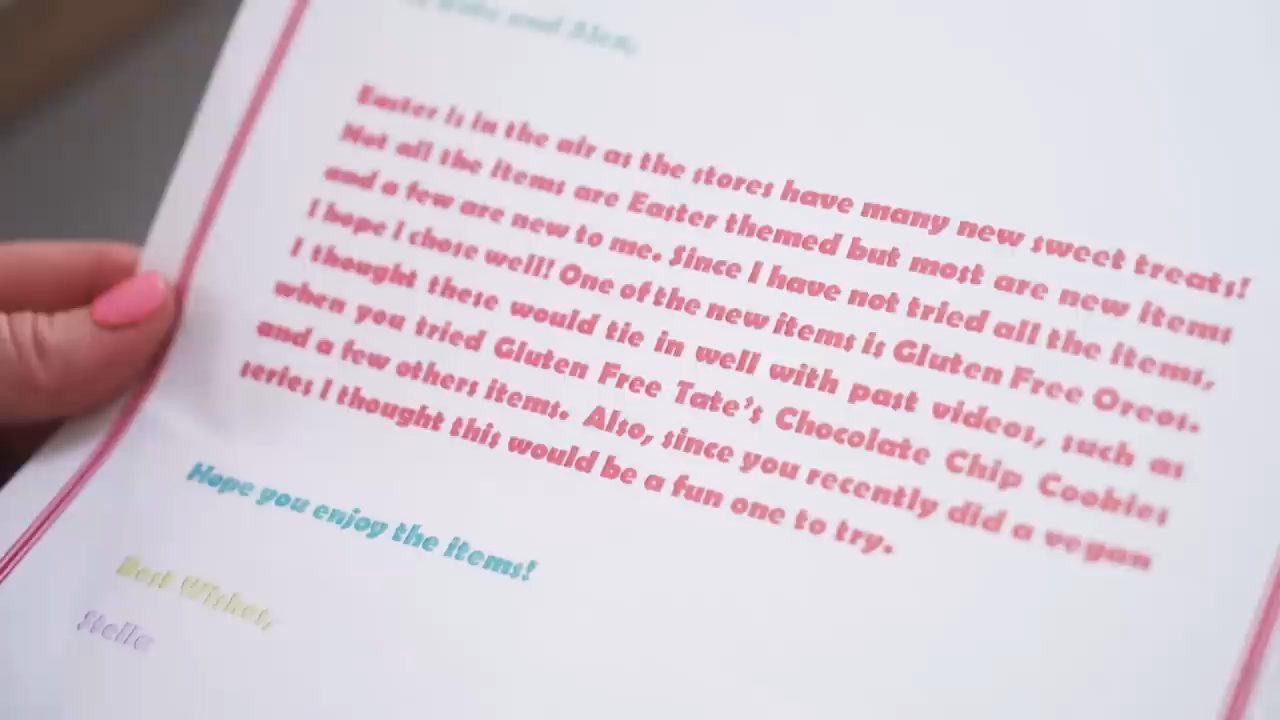 and Alex,
Easter is in the air as the stores have many new sweet treats!
Not all the items are Easter themed but most are new items
and a few are new to me. Since I have not tried all the items,
I hope I chose well! One of the new items is Gluten Free Oreos.
I thought these would tie in well with past videos, such as
when you tried Gluten Free Tate's Chocolate Chip Cookies
and a few others items. Also, since you recently did a vegan
series I thought this would be a fun one to try.
Hope you enjoy the items!
Best Wishes,
Stella